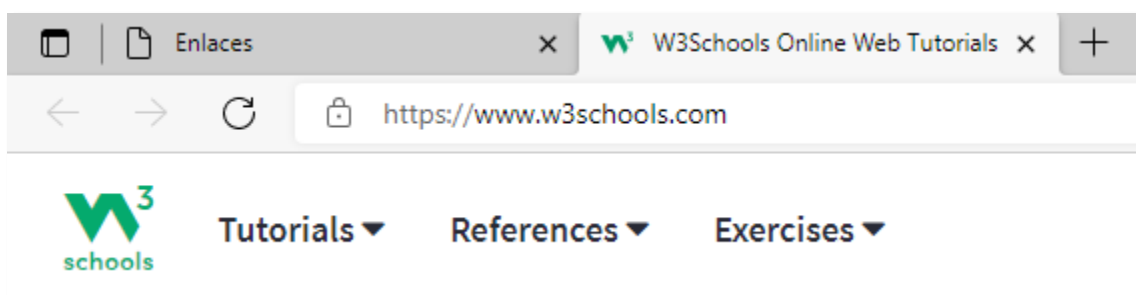 Enlaces W3Schools Online Web Tutorials
https://www.w3schools.com
W3 schools Tutorials References Exercises